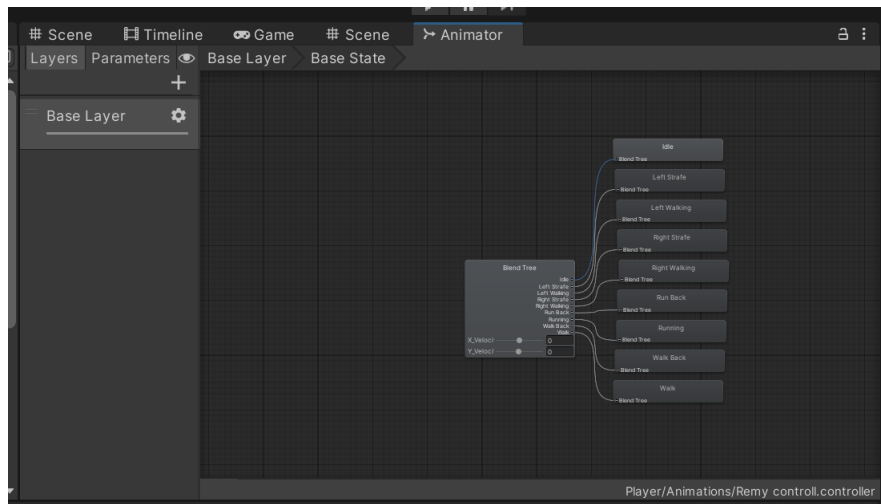 Scene Timeline Game Scene Animator
Layers Parameters Base Layer Base State
Base Layer
Idle
Blend Tree
Left Strafe
Blend Tree
Left Walking
Blend Tree
Right Strafe
Blend Tree
Right Walking
Blend Tree
Run Back
Blend Tree
Running
Blend Tree
Walk Back
Blend Tree
Walk
Blend Tree
Blend Tree
Idle
Left Strafe
Left Walking
Right Strafe
Right Walking
Run Back
Running
Walk Back
Walk
X_Veloci 0
Y_Veloci 0
Player/Animations/Remy controll.controller